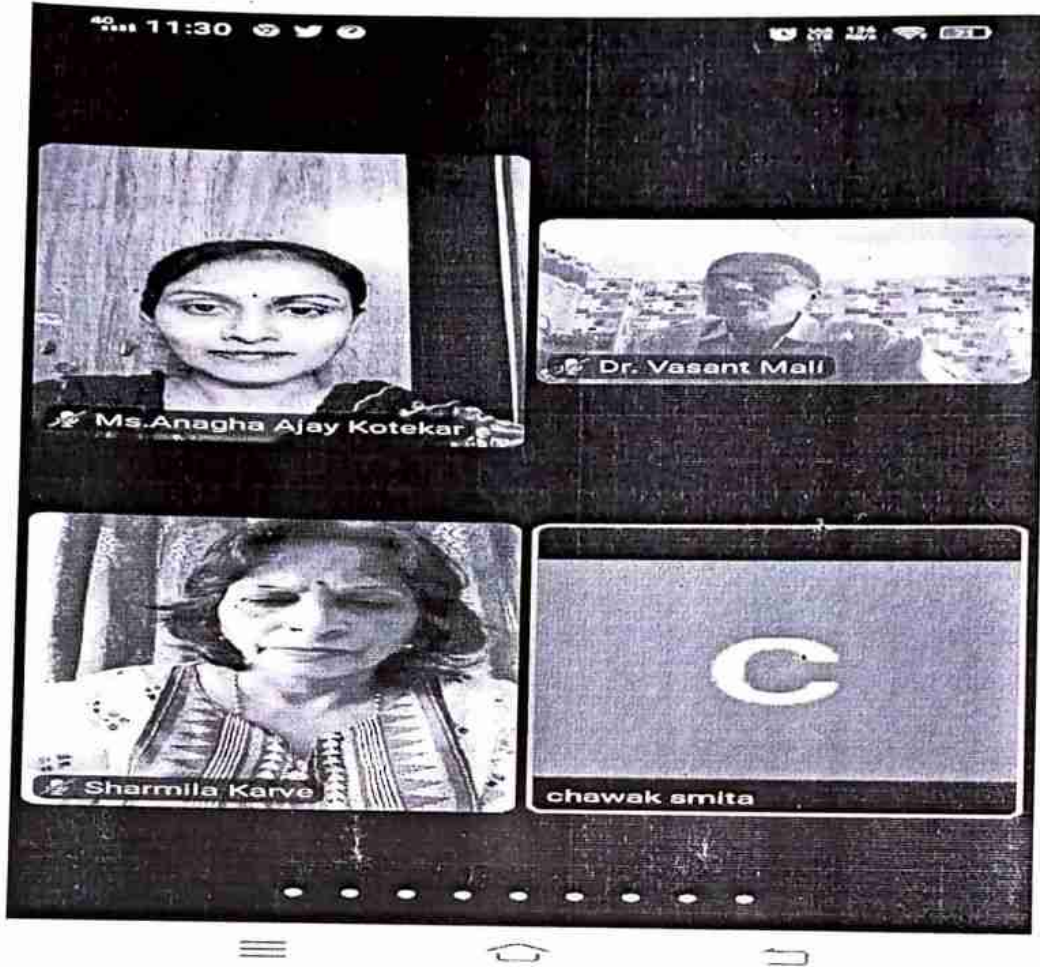 11:30
Ms.Anagha Ajay Kotekar
Dr. Vasant Mali
Sharmila Karve
C
chawak smita